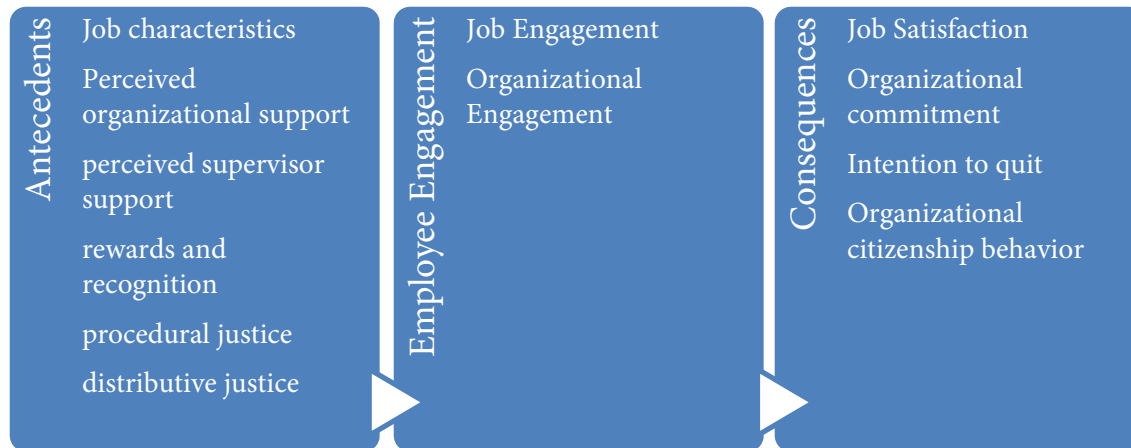 Antecedents
Job characteristics
Perceived
organizational support
perceived supervisor
support
rewards and
recognition
procedural justice
distributive justice
Employee Engagement
Job Engagement
Organizational
Engagement
Consequences
Job Satisfaction
Organizational
commitment
Intention to quit
Organizational
citizenship behavior